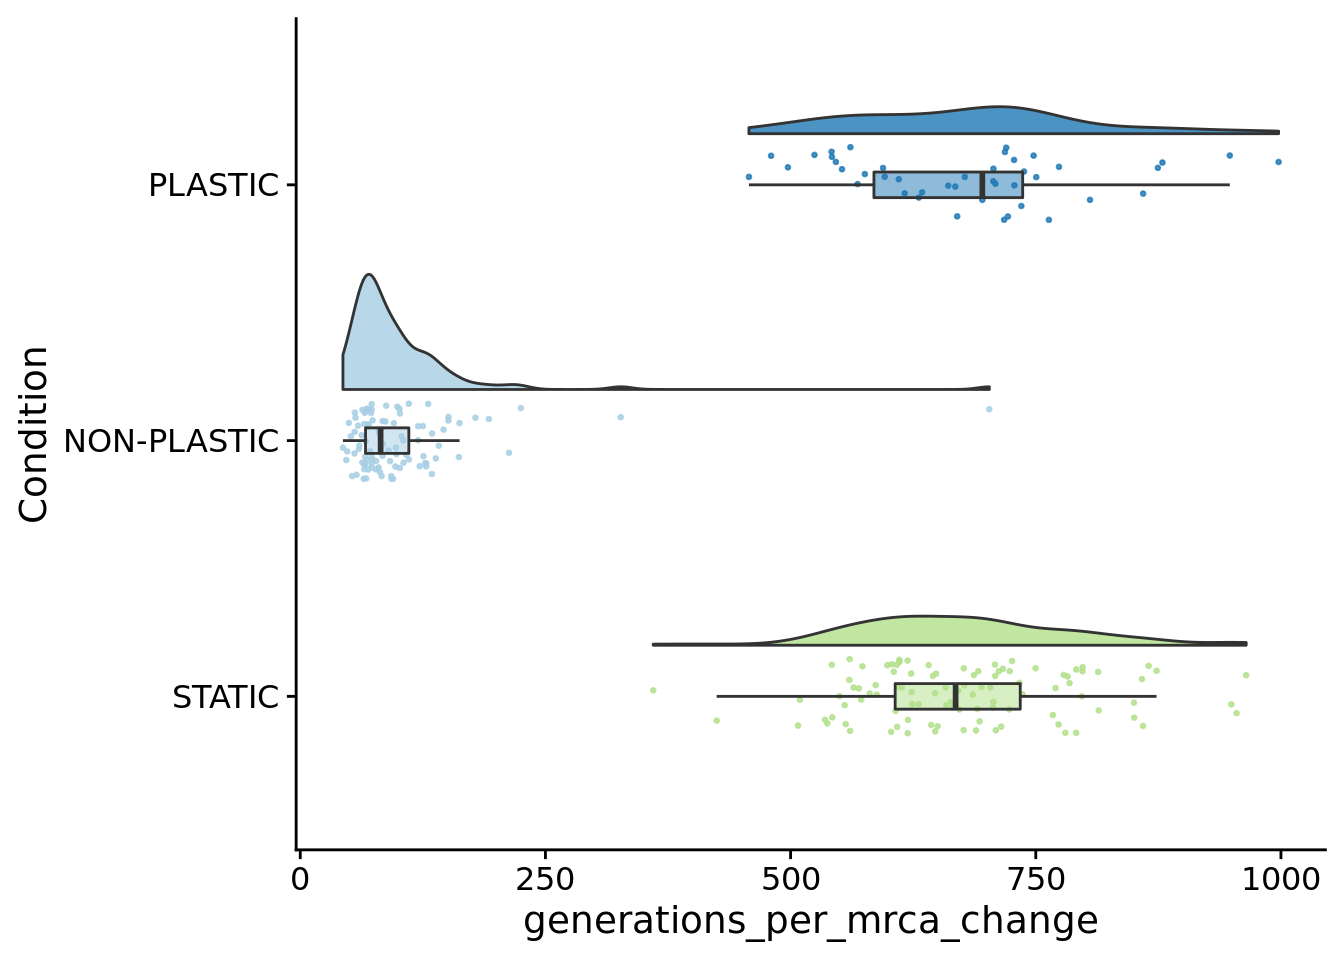 Condition
PLASTIC
NON-PLASTIC
STATIC
0 250 500 750 1000
generations_per_mrca_change